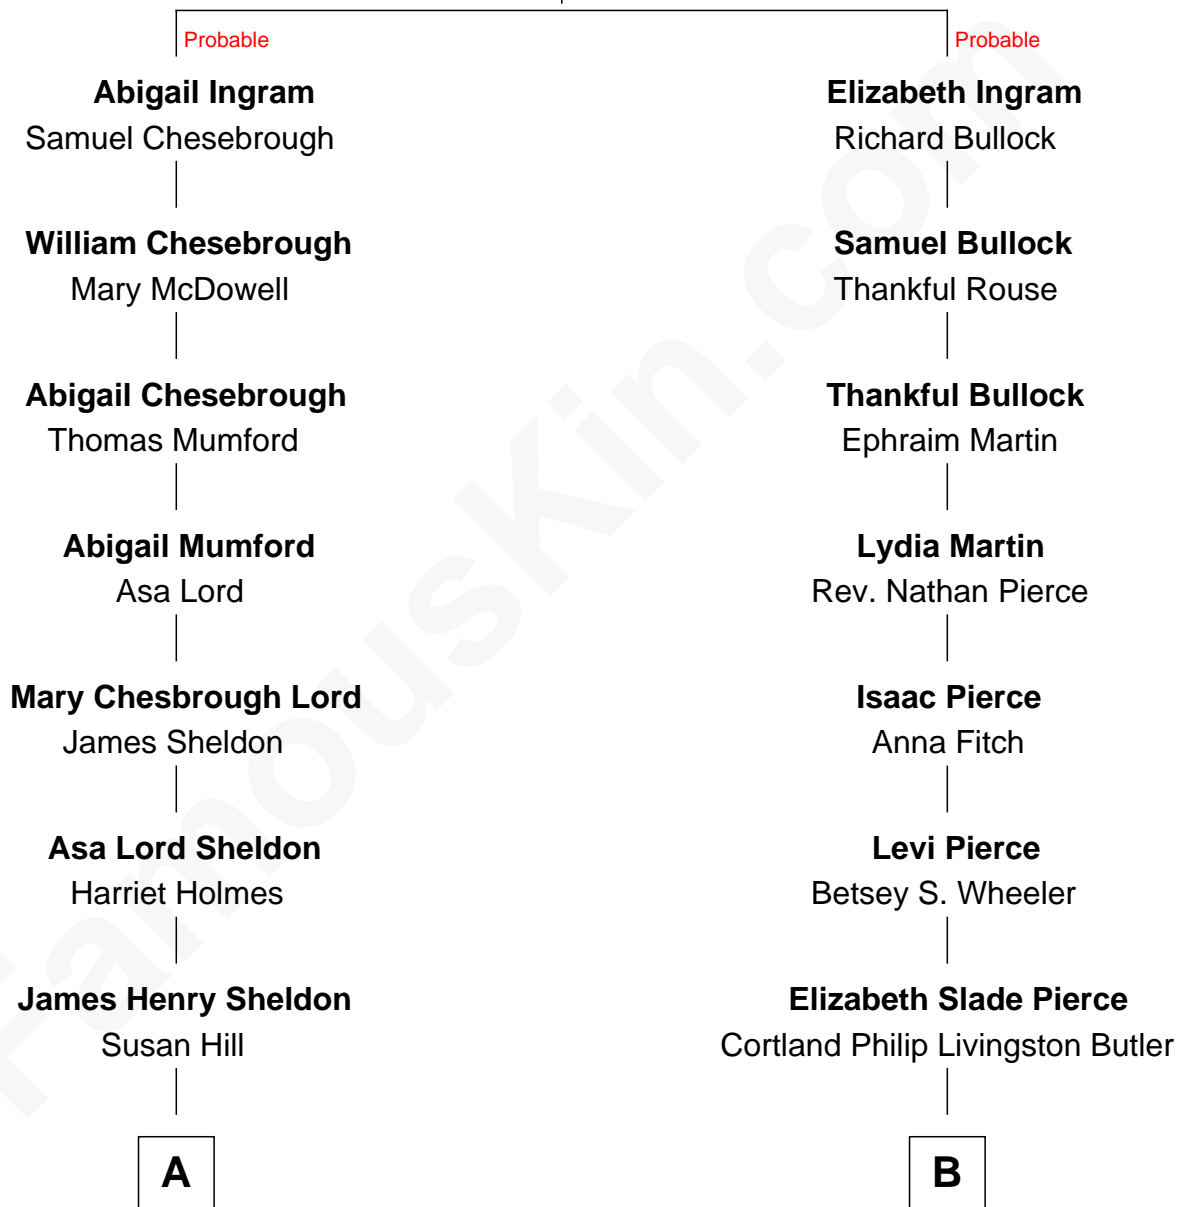 Probable
Abigail Ingram
Samuel Chesebrough
William Chesebrough
Mary McDowell
Abigail Chesebrough
Thomas Mumford
Abigail Mumford
Asa Lord
Mary Chesbrough Lord
James Sheldon
Asa Lord Sheldon
Harriet Holmes
James Henry Sheldon
Susan Hill
A
Probable
Elizabeth Ingram
Richard Bullock
Samuel Bullock
Thankful Rouse
Thankful Bullock
Ephraim Martin
Lydia Martin
Rev. Nathan Pierce
Isaac Pierce
Anna Fitch
Levi Pierce
Betsey S. Wheeler
Elizabeth Slade Pierce
Cortland Philip Livingston Butler
B
FamousKin.com